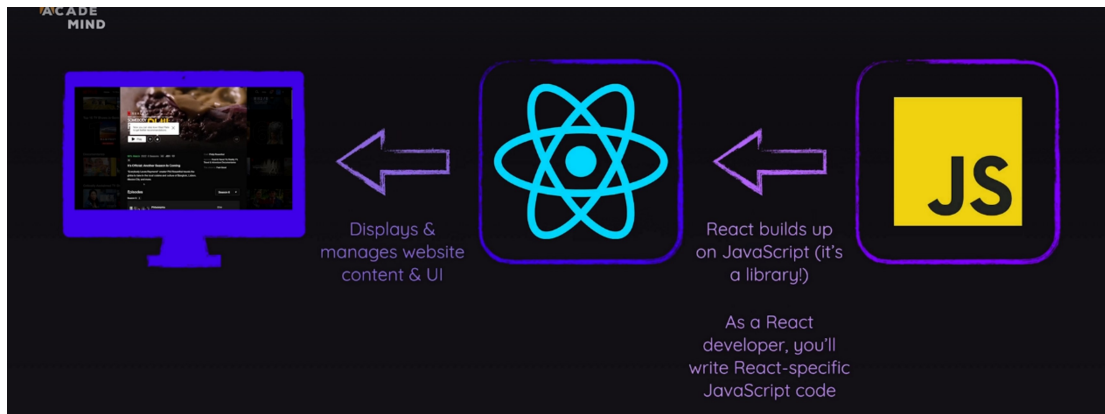 ACADE
MIND
Displays &
manages website
content & UI
React builds up
on JavaScript (it's
a library!)
As a React
developer, you'll
write React-specific
JavaScript code
JS
Episodes